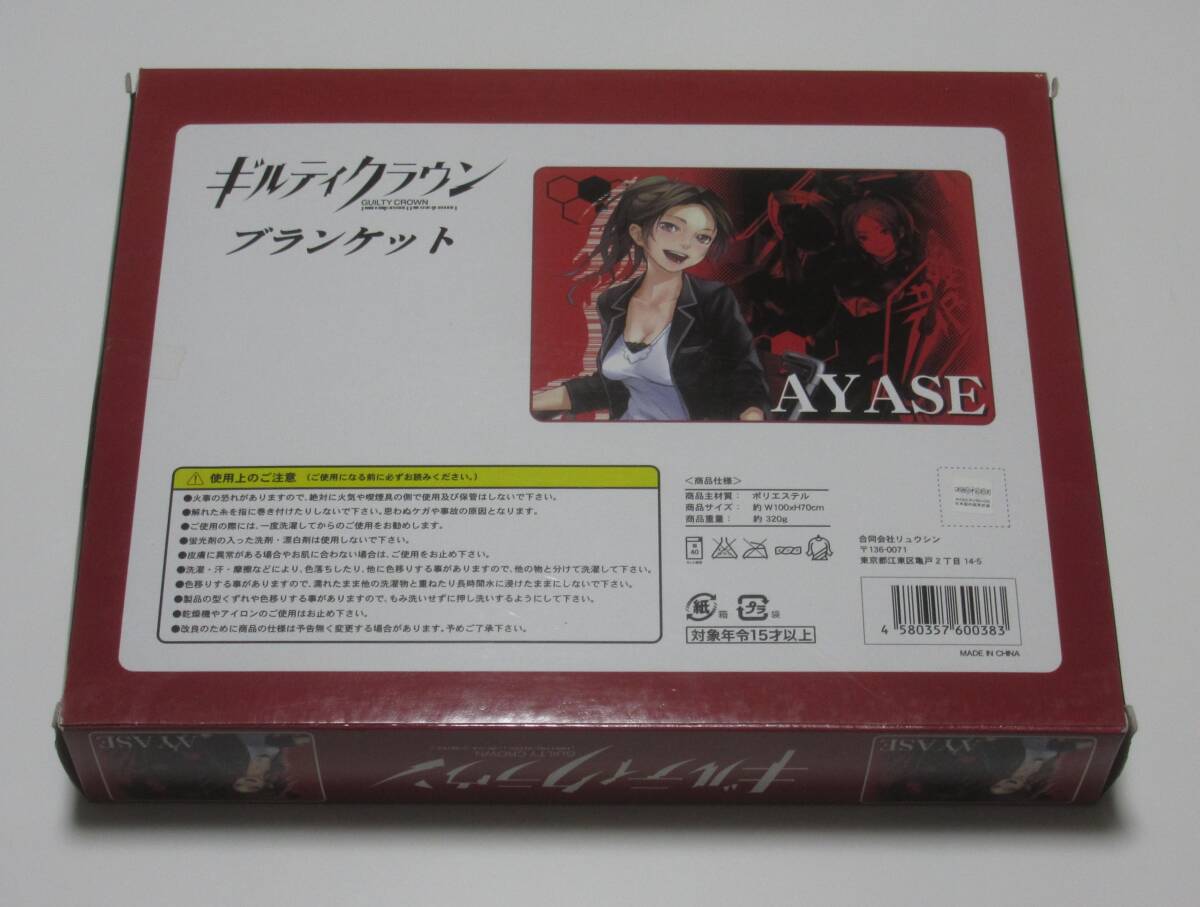 ギルティクラウン
GUILTY CROWN
ブランケット
AYASE
使用上のご注意 (ご使用になる前に必ずお読みください。)
●火事の恐れがありますので、絶対に火気や喫煙具の側で使用及び保管はしないで下さい。
●解れた糸を指に巻き付けたりしないで下さい。思わぬケガや事故の原因となります。
●ご使用の際には、一度洗濯してからのご使用をお勧めします。
●蛍光剤の入った洗剤・漂白剤は使用しないで下さい。
●皮膚に異常がある場合やお肌に合わない場合は、ご使用をお止め下さい。
●洗濯・汗・摩擦などにより、色落ちしたり、他に色移りする事がありますので、他の物と分けて洗濯して下さい。
●色移りする事がありますので、濡れたまま他の洗濯物と重ねたり長時間水に浸けたままにしないで下さい。
●製品の型くずれや色移りする事がありますので、もみ洗いせずに押し洗いするようにして下さい。
●乾燥機やアイロンのご使用はお止め下さい。
●改良のために商品の仕様は予告無く変更する場合があります。予めご了承下さい。
<商品仕様>
商品主材質： ポリエステル
商品サイズ： 約 W100xH70cm
商品重量： 約 320g
40
紙 箱 プラ 袋
対象年令15才以上
合同会社リュウシン
〒136-0071
東京都江東区亀戸2丁目14-5
4 580357 600383
MADE IN CHINA
AYASE
ギルティクラウン
GUILTY CROWN
AYASE